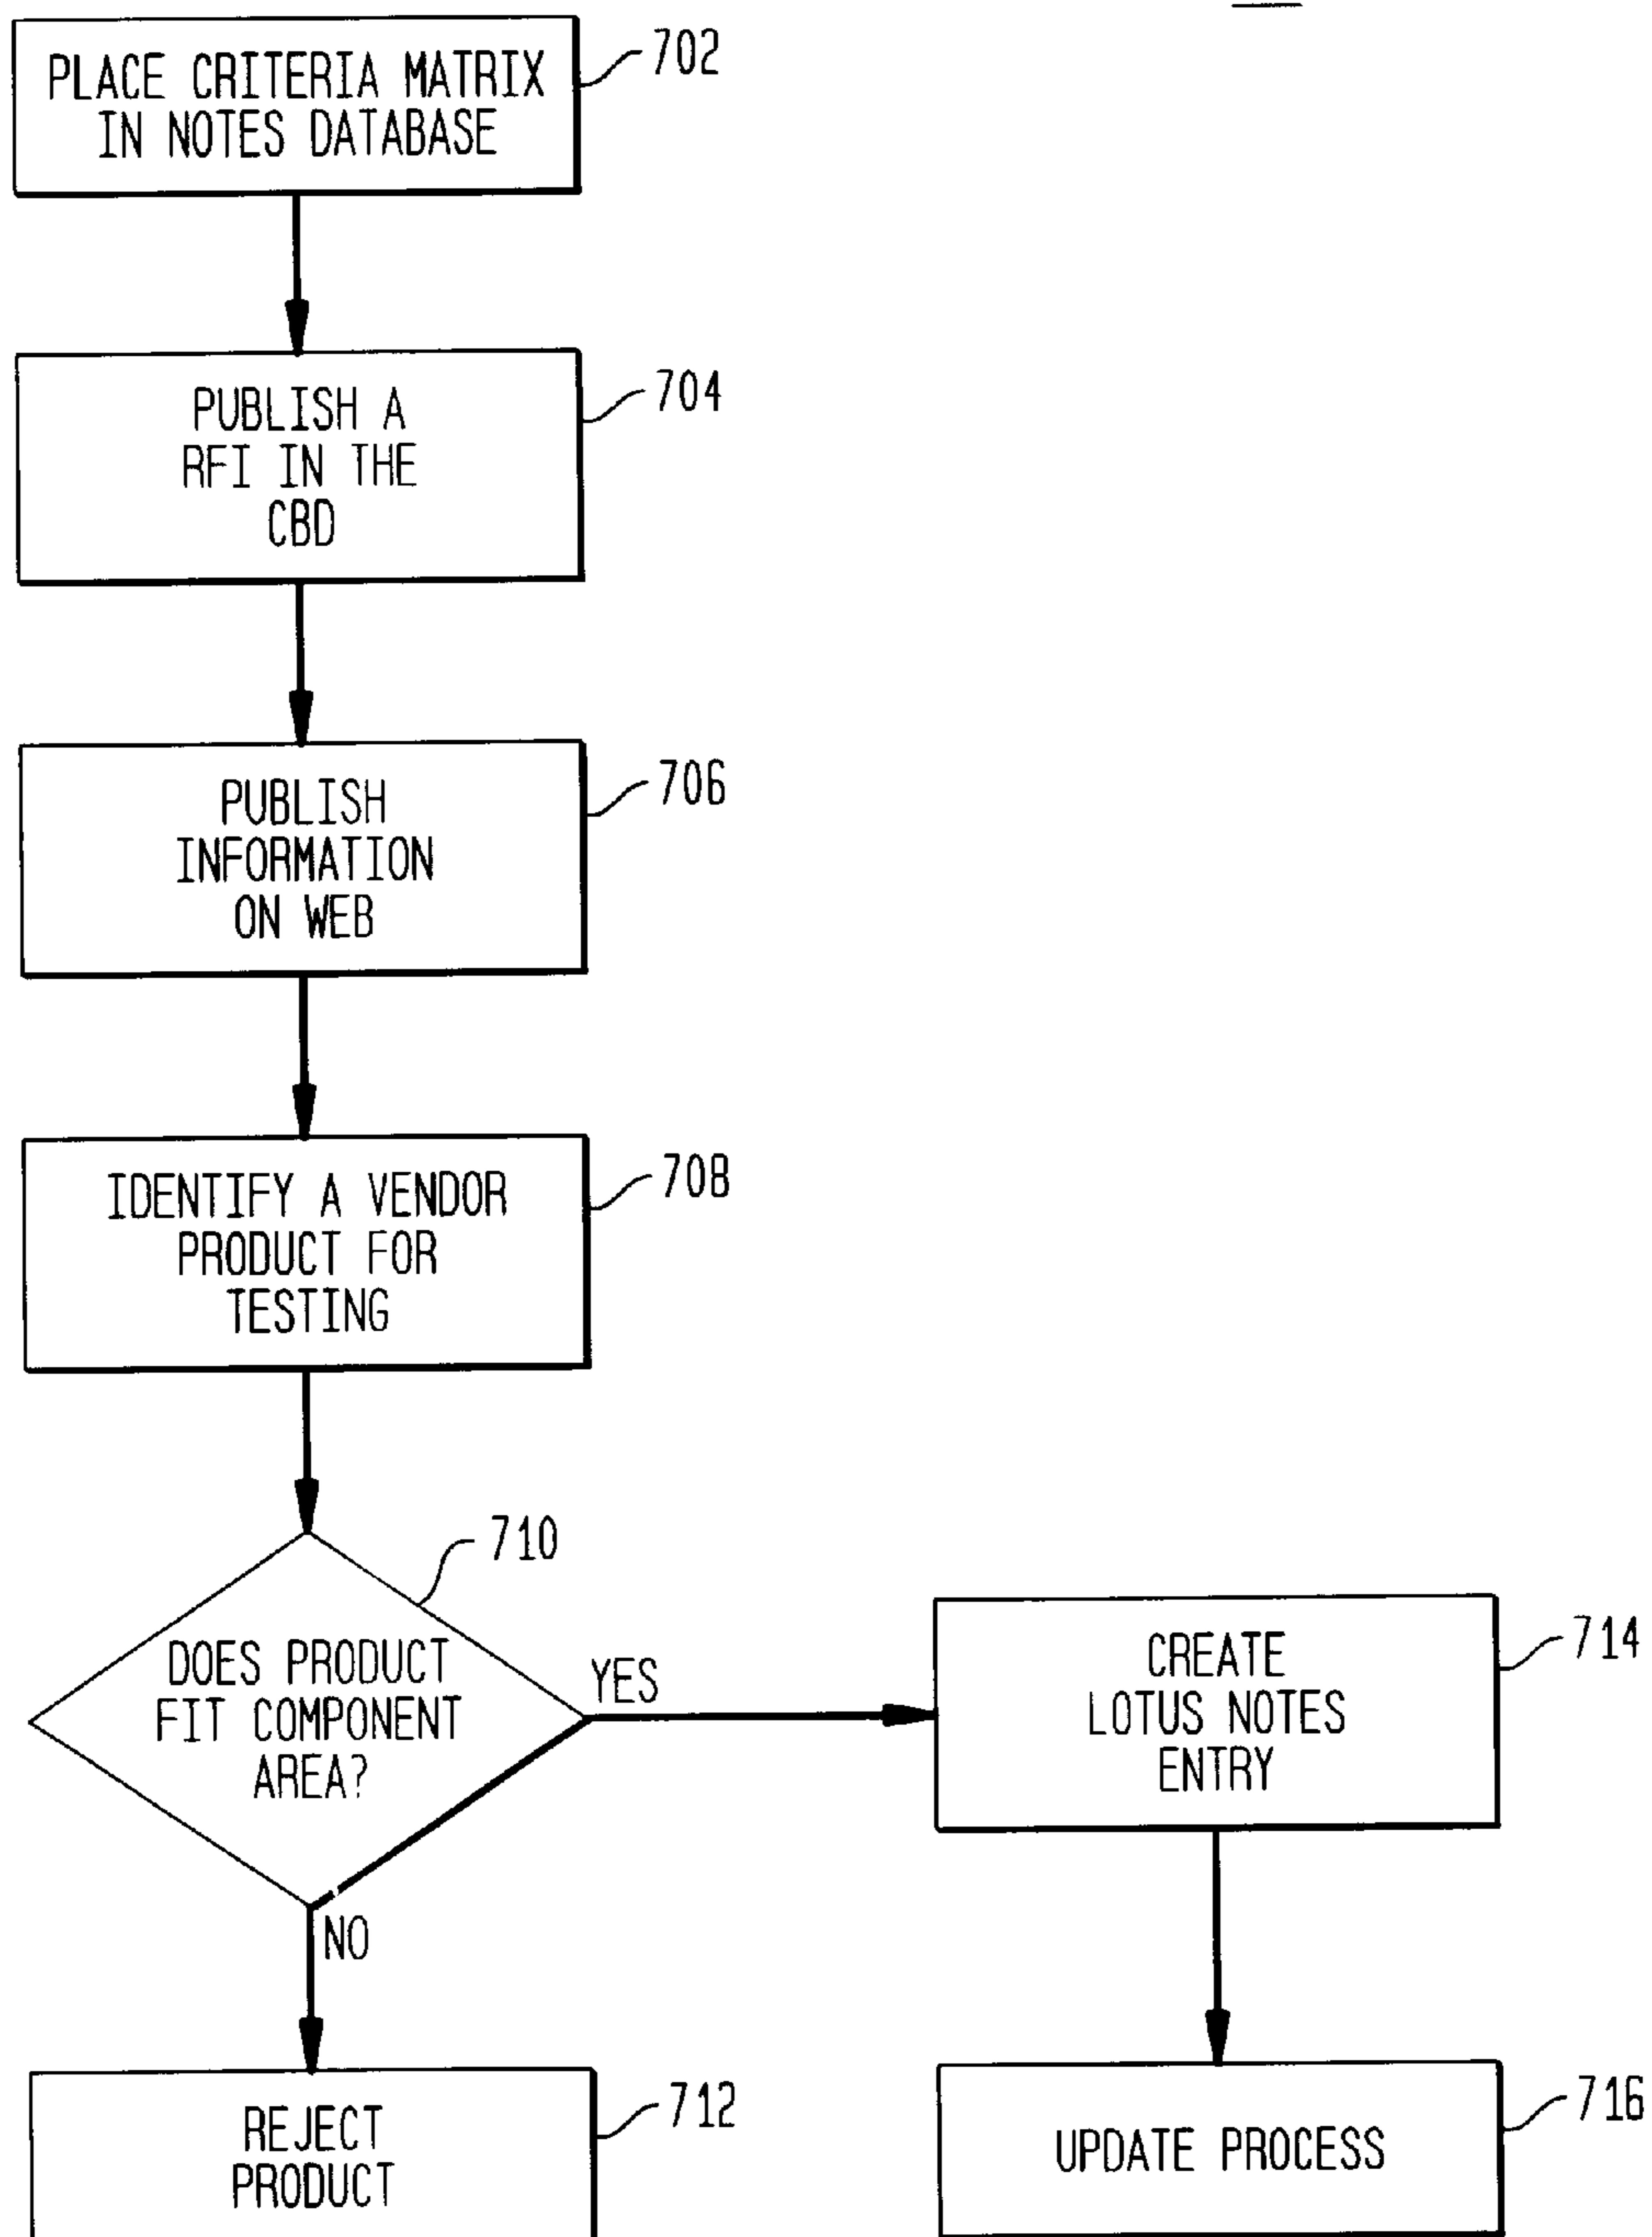 PLACE CRITERIA MATRIX
IN NOTES DATABASE
702
PUBLISH A
RFI IN THE
CBD
704
PUBLISH
INFORMATION
ON WEB
706
IDENTIFY A VENDOR
PRODUCT FOR
TESTING
708
710
DOES PRODUCT
FIT COMPONENT
AREA?
YES
NO
CREATE
LOTUS NOTES
ENTRY
714
REJECT
PRODUCT
712
UPDATE PROCESS
716